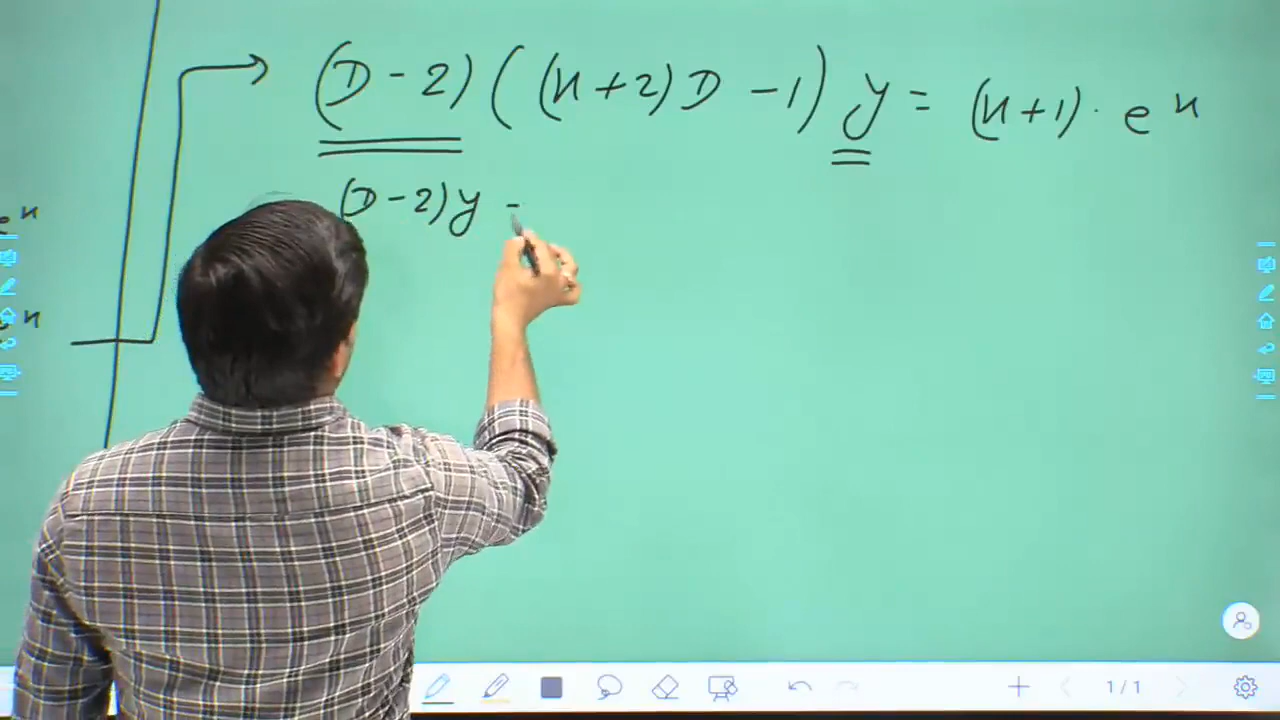 (D - 2) ((x + 2) D - 1) y = (x + 1) · e^x
(D - 2) y -
e^x
x
1 / 1